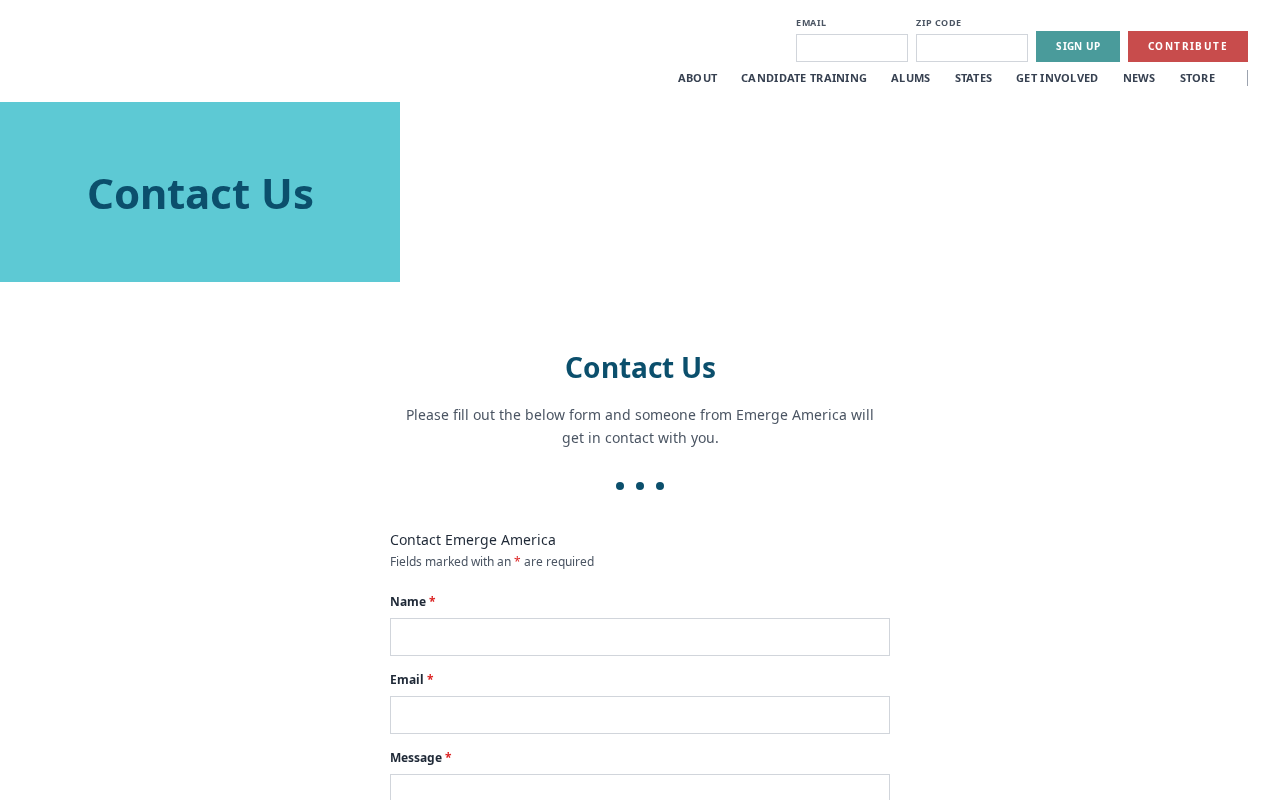 EMAIL
ZIP CODE
SIGN UP
CONTRIBUTE
ABOUT
CANDIDATE TRAINING
ALUMS
STATES
GET INVOLVED
NEWS
STORE
Contact Us
Contact Us
Please fill out the below form and someone from Emerge America will
get in contact with you.
Contact Emerge America
Fields marked with an * are required
Name *
Email *
Message *